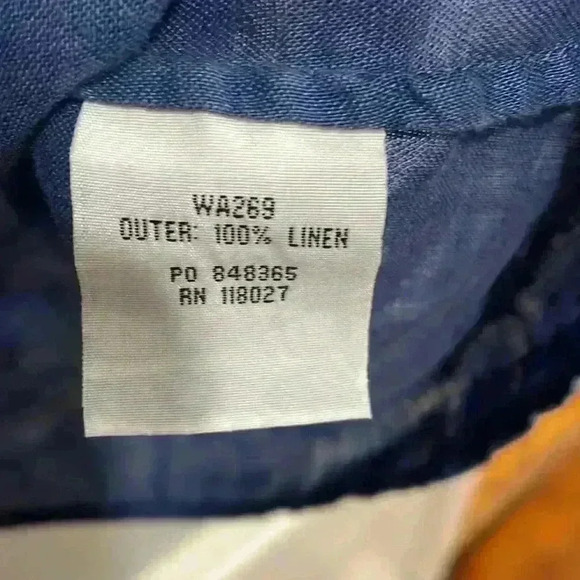 WA269
OUTER: 100% LINEN
PO 848365
RN 118027